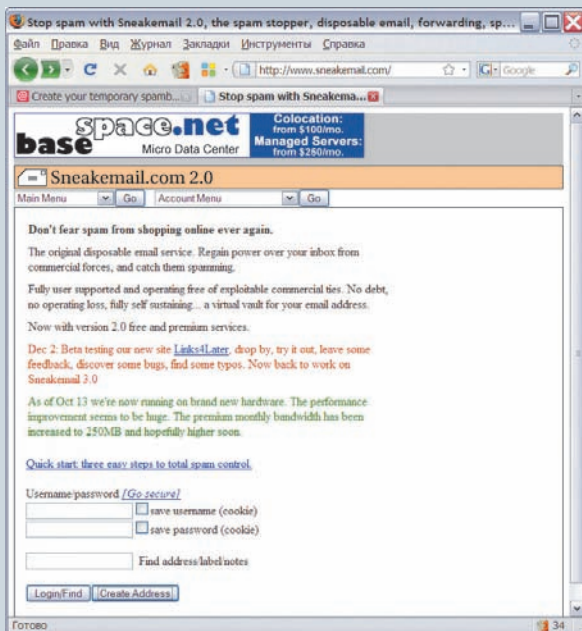 Stop spam with Sneakemail 2.0, the spam stopper, disposable email, forwarding, sp...
Файл Правка Вид Журнал Закладки Инструменты Справка
http://www.sneakemail.com/ Google
Create your temporary spamb... Stop spam with Sneakema...
base space.net
Micro Data Center
Colocation:
from $100/mo.
Managed Servers:
from $250/mo.
Sneakemail.com 2.0
Main Menu Go Account Menu Go
Don't fear spam from shopping online ever again.
The original disposable email service. Regain power over your inbox from
commercial forces, and catch them spamming.
Fully user supported and operating free of exploitable commercial ties. No debt,
no operating loss, fully self sustaining... a virtual vault for your email address.
Now with version 2.0 free and premium services.
Dec 2: Beta testing our new site Links4Later, drop by, try it out, leave some
feedback, discover some bugs, find some typos. Now back to work on
Sneakemail 3.0
As of Oct 13 we're now running on brand new hardware. The performance
improvement seems to be huge. The premium monthly bandwidth has been
increased to 250MB and hopefully higher soon.
Quick start: three easy steps to total spam control.
Username/password [Go secure]
save username (cookie)
save password (cookie)
Find address/label/notes
Login/Find Create Address
Готово 34